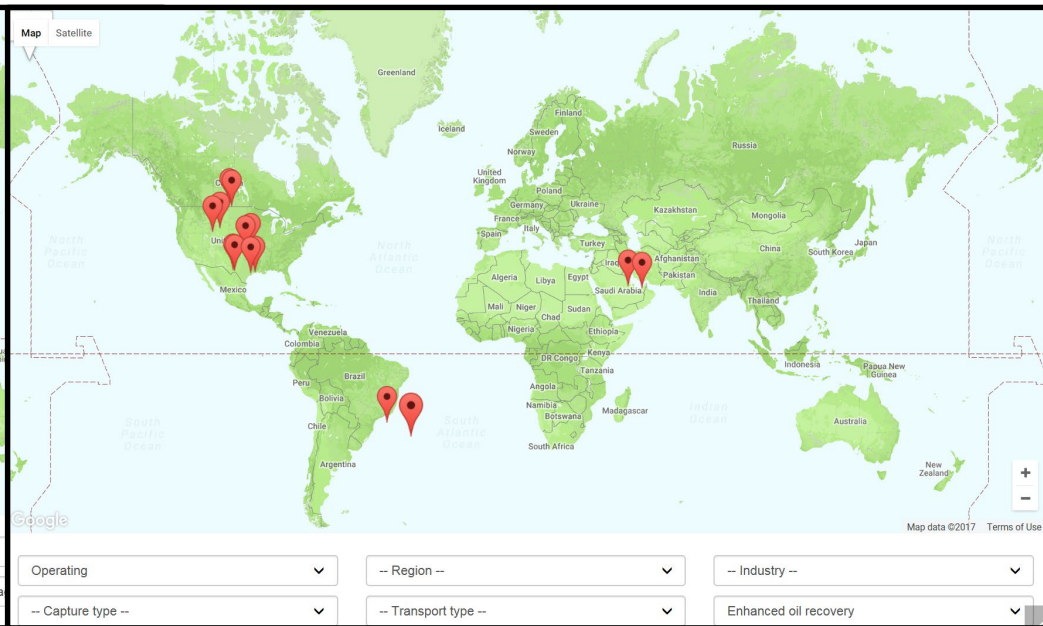 Map Satellite
Greenland
Iceland
Finland
Sweden
Norway
Russia
United
Kingdom
Poland
Germany
Ukraine
France
Italy
Spain
Kazakhstan
Mongolia
Turkey
China
South Korea
Japan
Iraq
Afghanistan
Pakistan
North
Pacific
Ocean
North
Atlantic
Ocean
North
Pacific
Ocean
Mexico
Algeria
Libya
Egypt
Saudi Arabia
India
Thailand
Mali
Niger
Chad
Sudan
Nigeria
Ethiopia
Venezuela
Colombia
DR Congo
Kenya
Tanzania
Indonesia
Papua New
Guinea
Peru
Brazil
Bolivia
Angola
Namibia
Botswana
Madagascar
Indian
Ocean
South
Pacific
Ocean
Chile
South
Atlantic
Ocean
South Africa
Australia
South
Pacific
Ocean
Argentina
New
Zealand
+
−
Google
Map data ©2017 Terms of Use
Operating
-- Region --
-- Industry --
-- Capture type --
-- Transport type --
Enhanced oil recovery